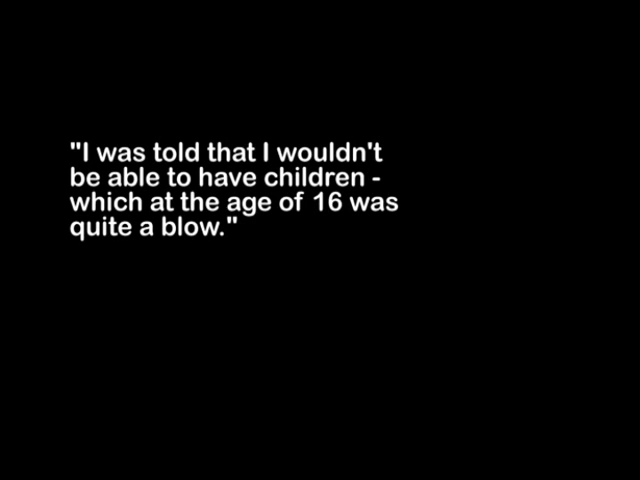 "I was told that I wouldn't
be able to have children -
which at the age of 16 was
quite a blow."